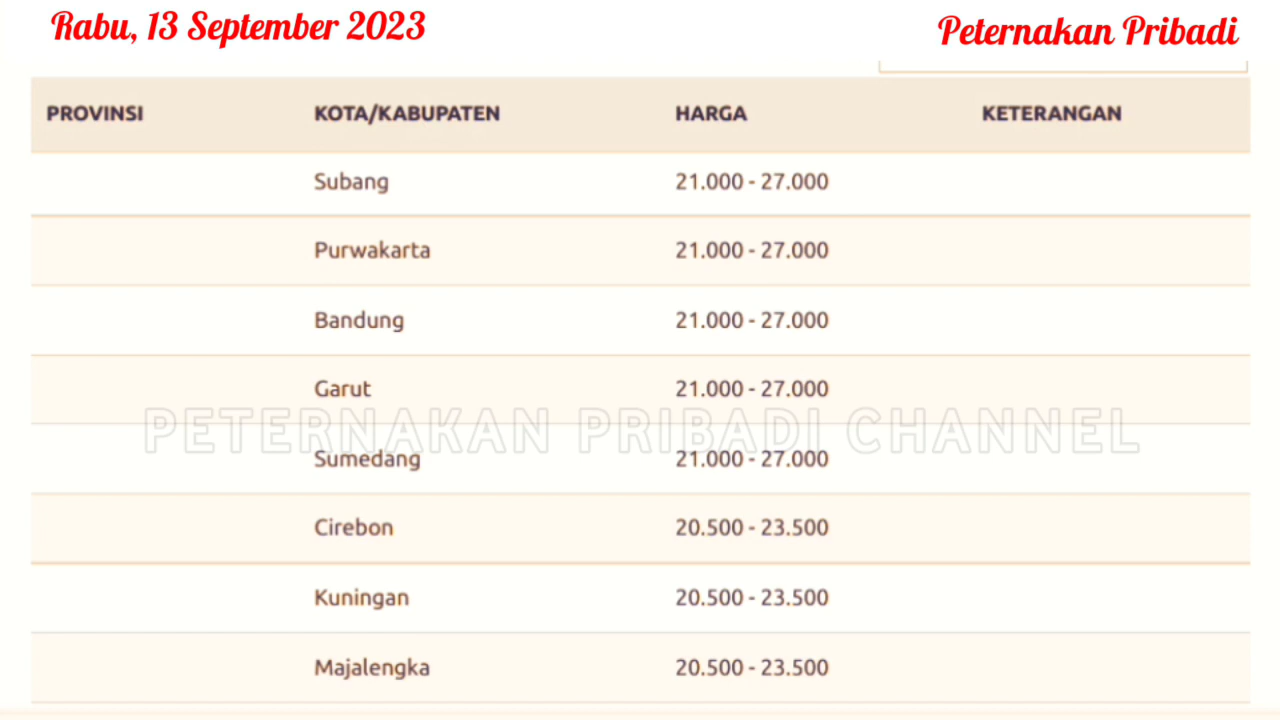 Rabu, 13 September 2023
Peternakan Pribadi
PROVINSI KOTA/KABUPATEN HARGA KETERANGAN
Subang 21.000 - 27.000
Purwakarta 21.000 - 27.000
Bandung 21.000 - 27.000
Garut 21.000 - 27.000
PETERNAKAN PRIBADI CHANNEL
Sumedang 21.000 - 27.000
Cirebon 20.500 - 23.500
Kuningan 20.500 - 23.500
Majalengka 20.500 - 23.500